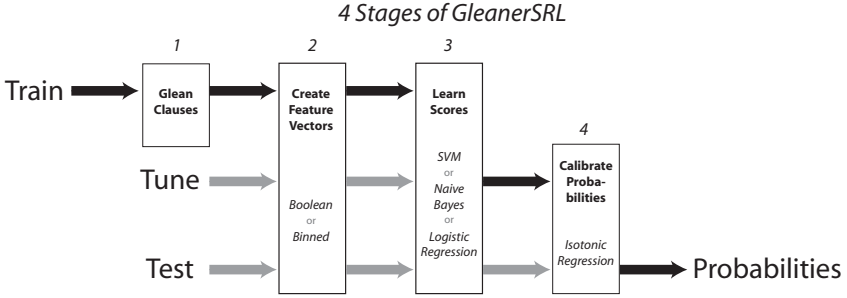 4 Stages of GleanerSRL
1
2
3
Train
Glean
Clauses
Create
Feature
Vectors
Learn
Scores
4
Tune
Boolean
or
Binned
SVM
or
Naive
Bayes
or
Logistic
Regression
Calibrate
Proba-
bilities
Test
Isotonic
Regression
Probabilities